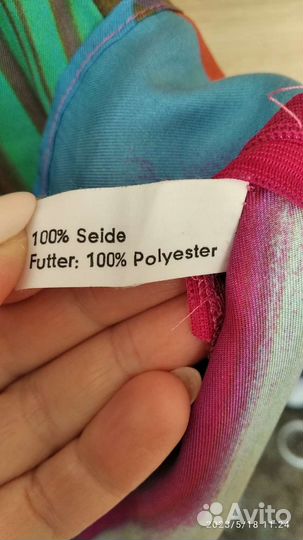 100% Seide
Futter: 100% Polyester
2023/5/18 11:24
Avito